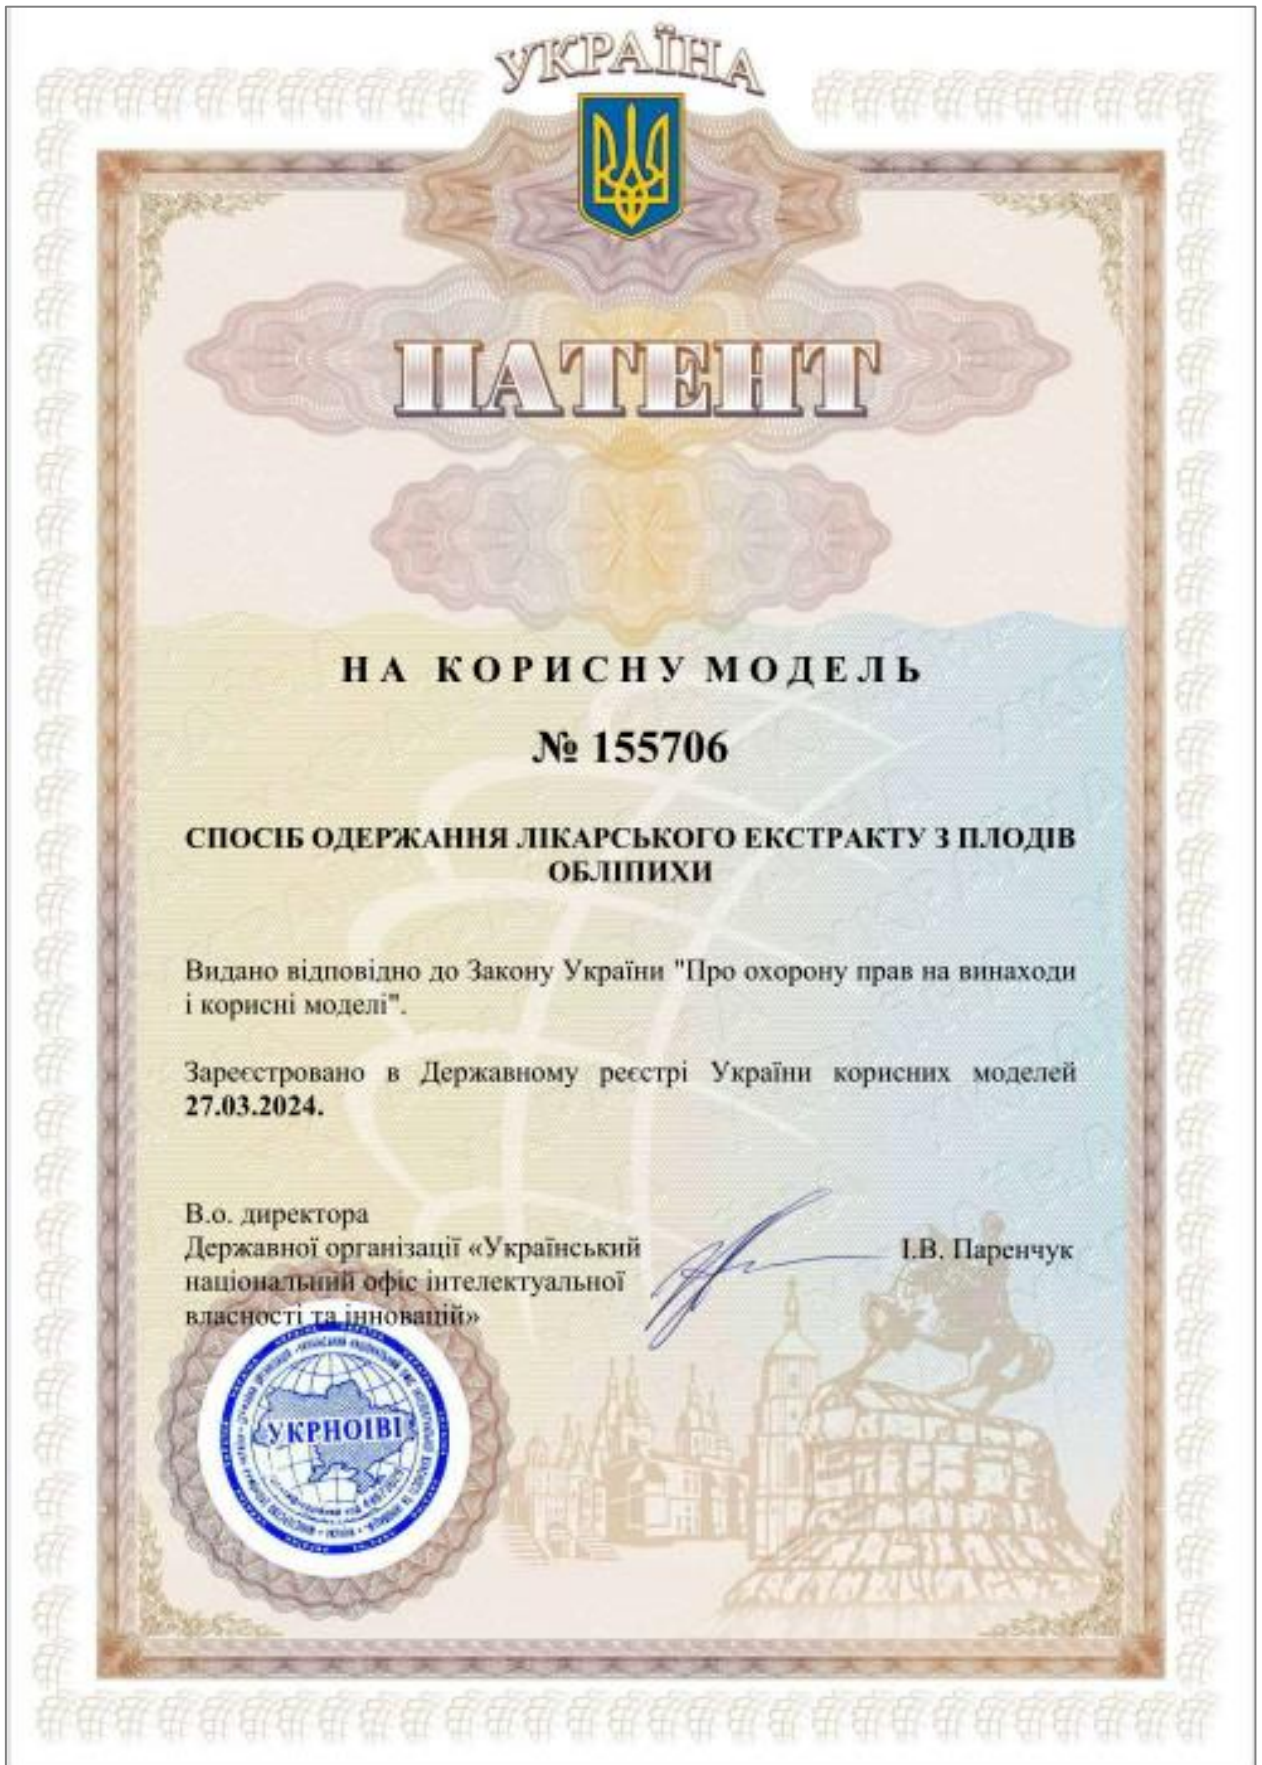 УКРАЇНА
ПАТЕНТ
НА КОРИСНУ МОДЕЛЬ
№ 155706
СПОСІБ ОДЕРЖАННЯ ЛІКАРСЬКОГО ЕКСТРАКТУ З ПЛОДІВ
ОБЛІПИХИ
Видано відповідно до Закону України "Про охорону прав на винаходи
і корисні моделі".
Зареєстровано в Державному реєстрі України корисних моделей
27.03.2024.
В.о. директора
Державної організації «Український
національний офіс інтелектуальної
власності та інновацій»
І.В. Паренчук
УКРНОІВІ